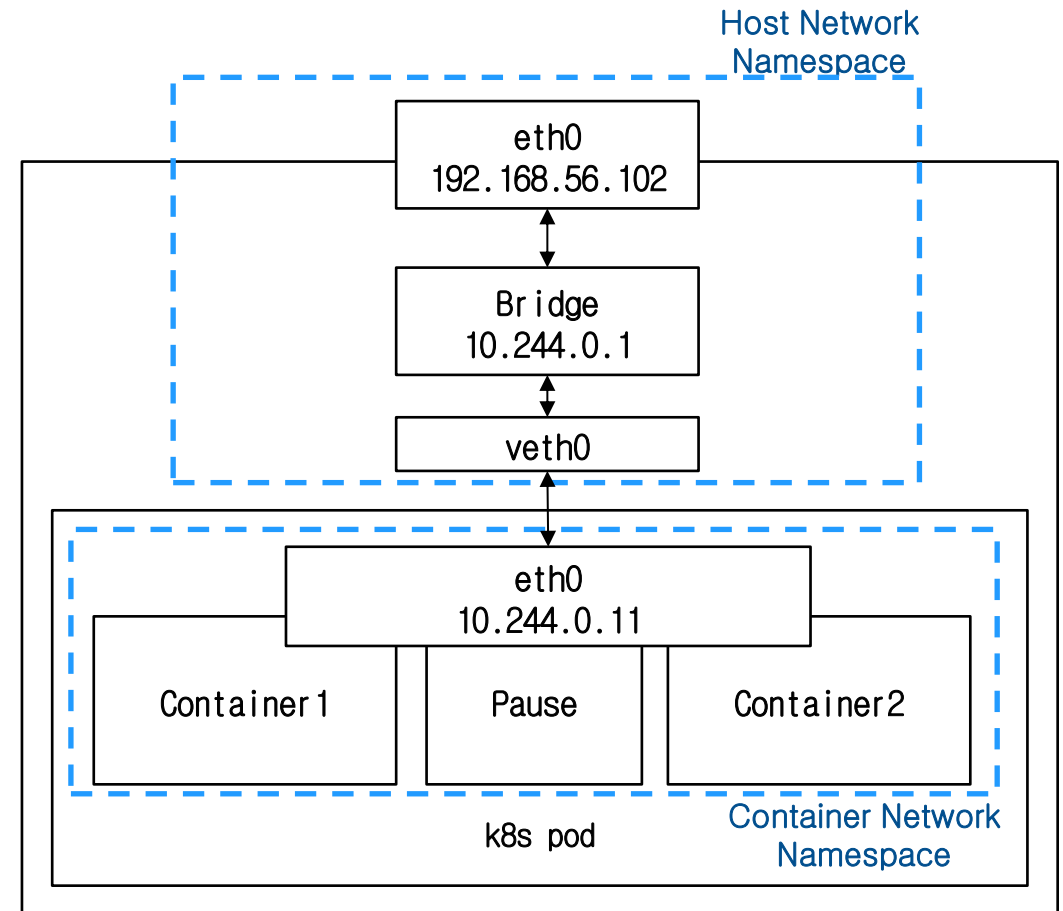 Host Network
Namespace
eth0
192.168.56.102
Bridge
10.244.0.1
veth0
eth0
10.244.0.11
Container1
Pause
Container2
Container Network
Namespace
k8s pod